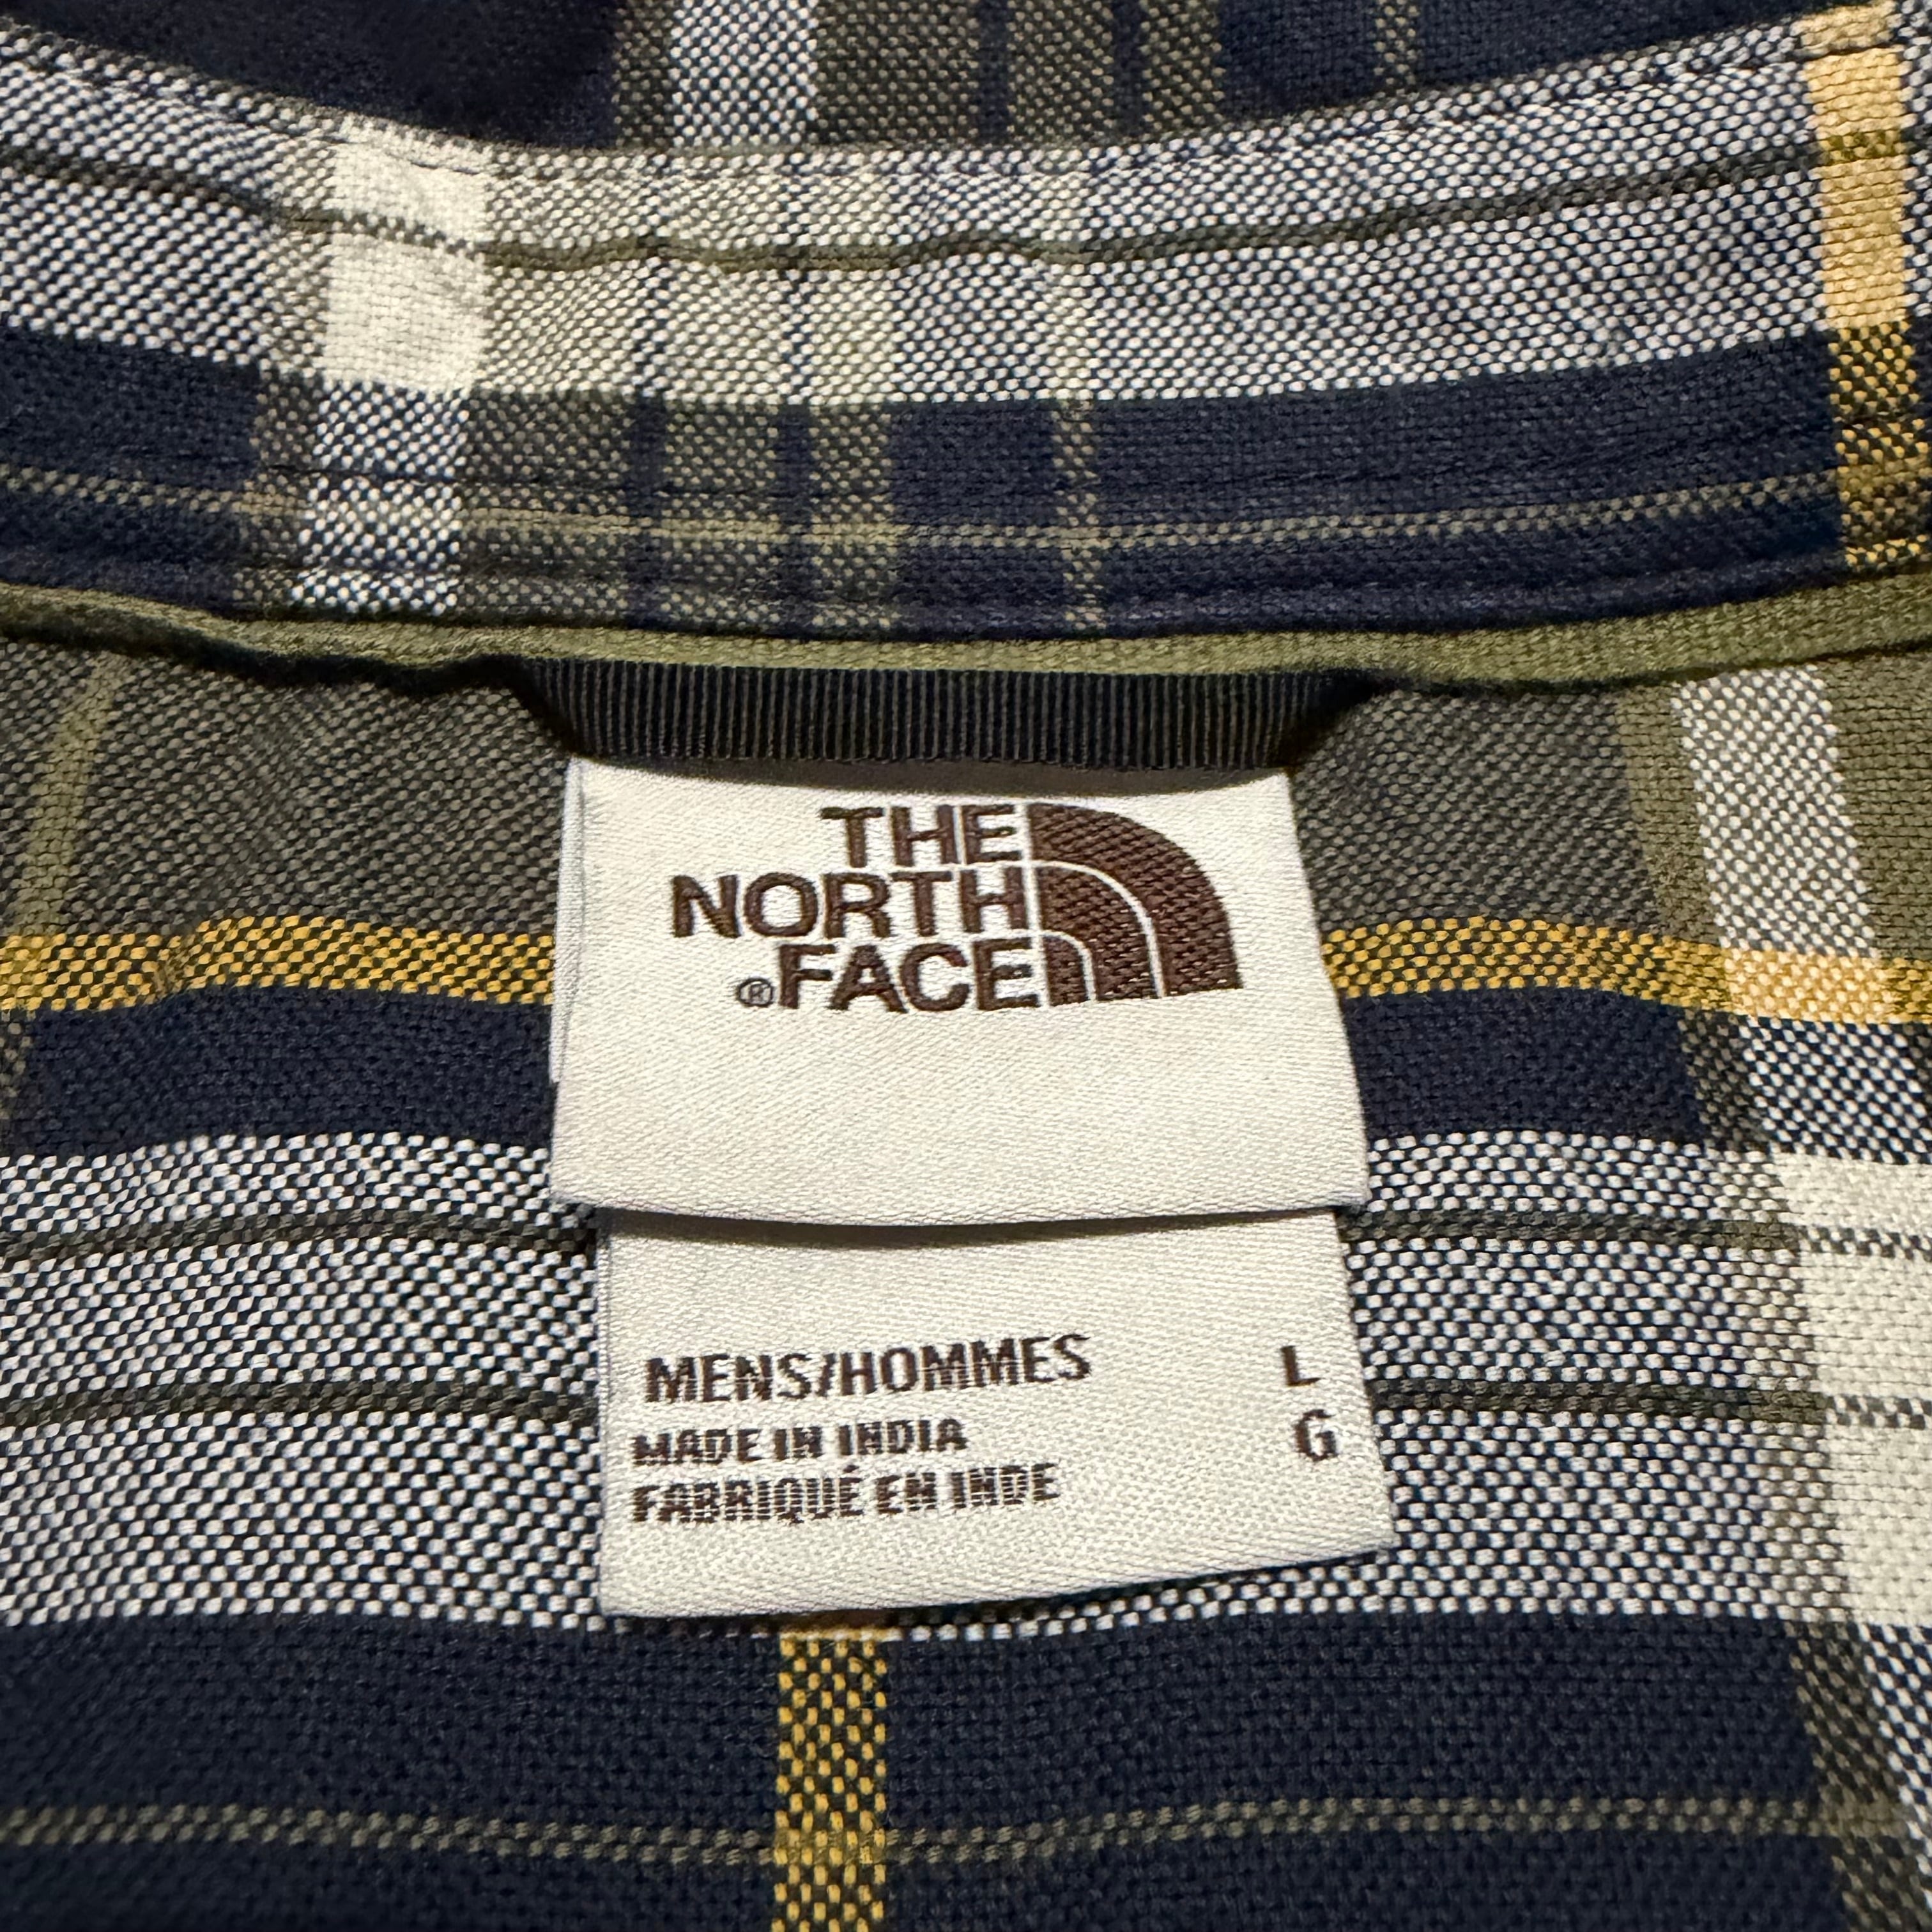 THE
NORTH
®FACE
MENS/HOMMES L
MADE IN INDIA G
FABRIQUÉ EN INDE